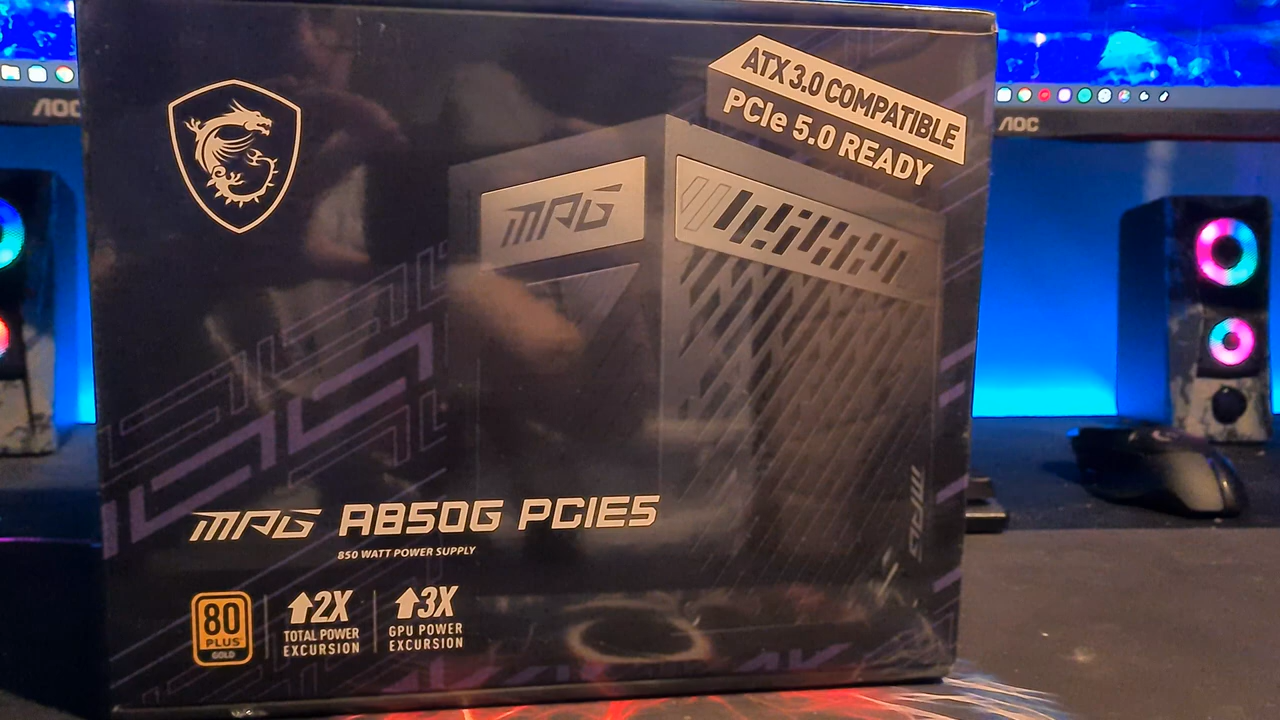 AOC
AOC
ATX 3.0 COMPATIBLE
PCIe 5.0 READY
MPG
MPG
MPG A850G PCIE5
850 WATT POWER SUPPLY
80
PLUS
GOLD
2X
TOTAL POWER
EXCURSION
3X
GPU POWER
EXCURSION